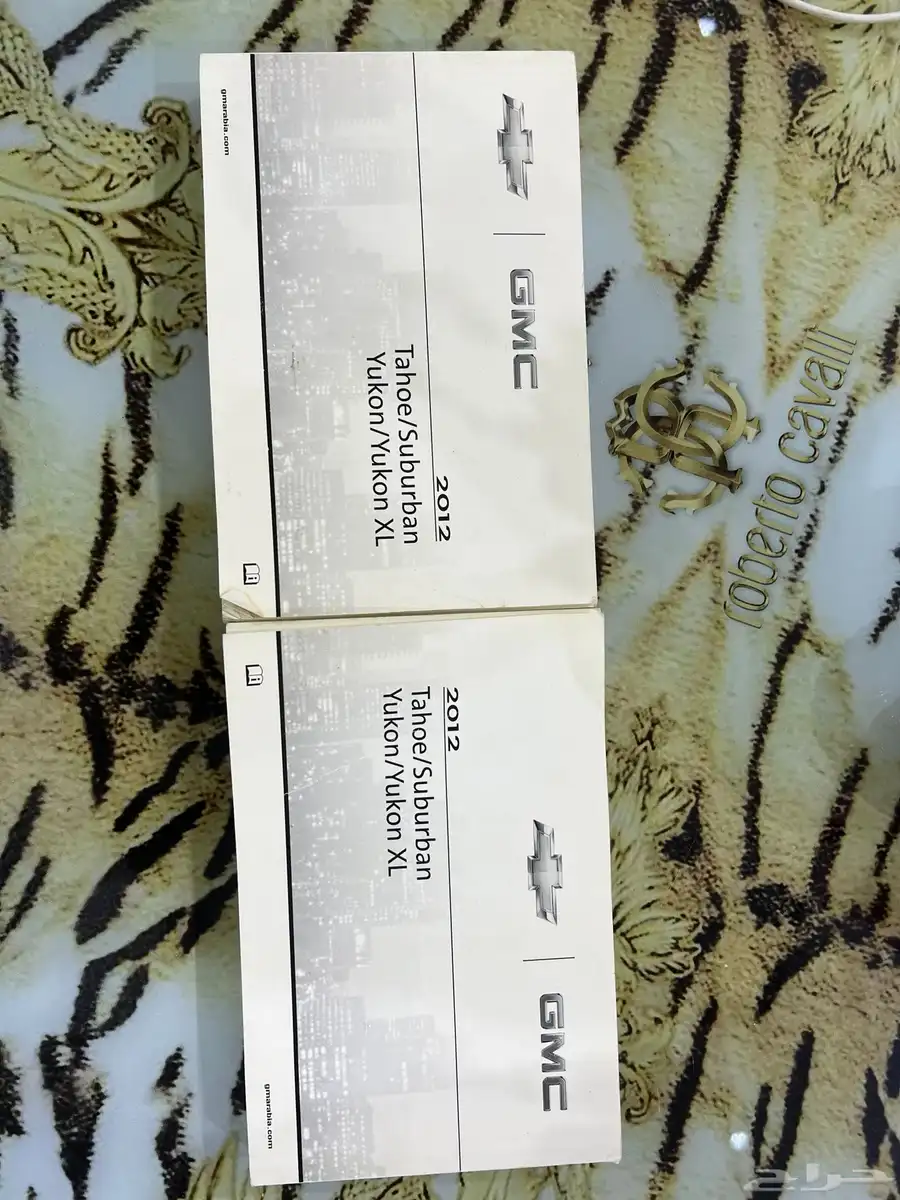 GMC
2012
Tahoe/Suburban
Yukon/Yukon XL
gmarabia.com
roberto cavalli
2012
Tahoe/Suburban
Yukon/Yukon XL
GMC
gmarabia.com
حراج